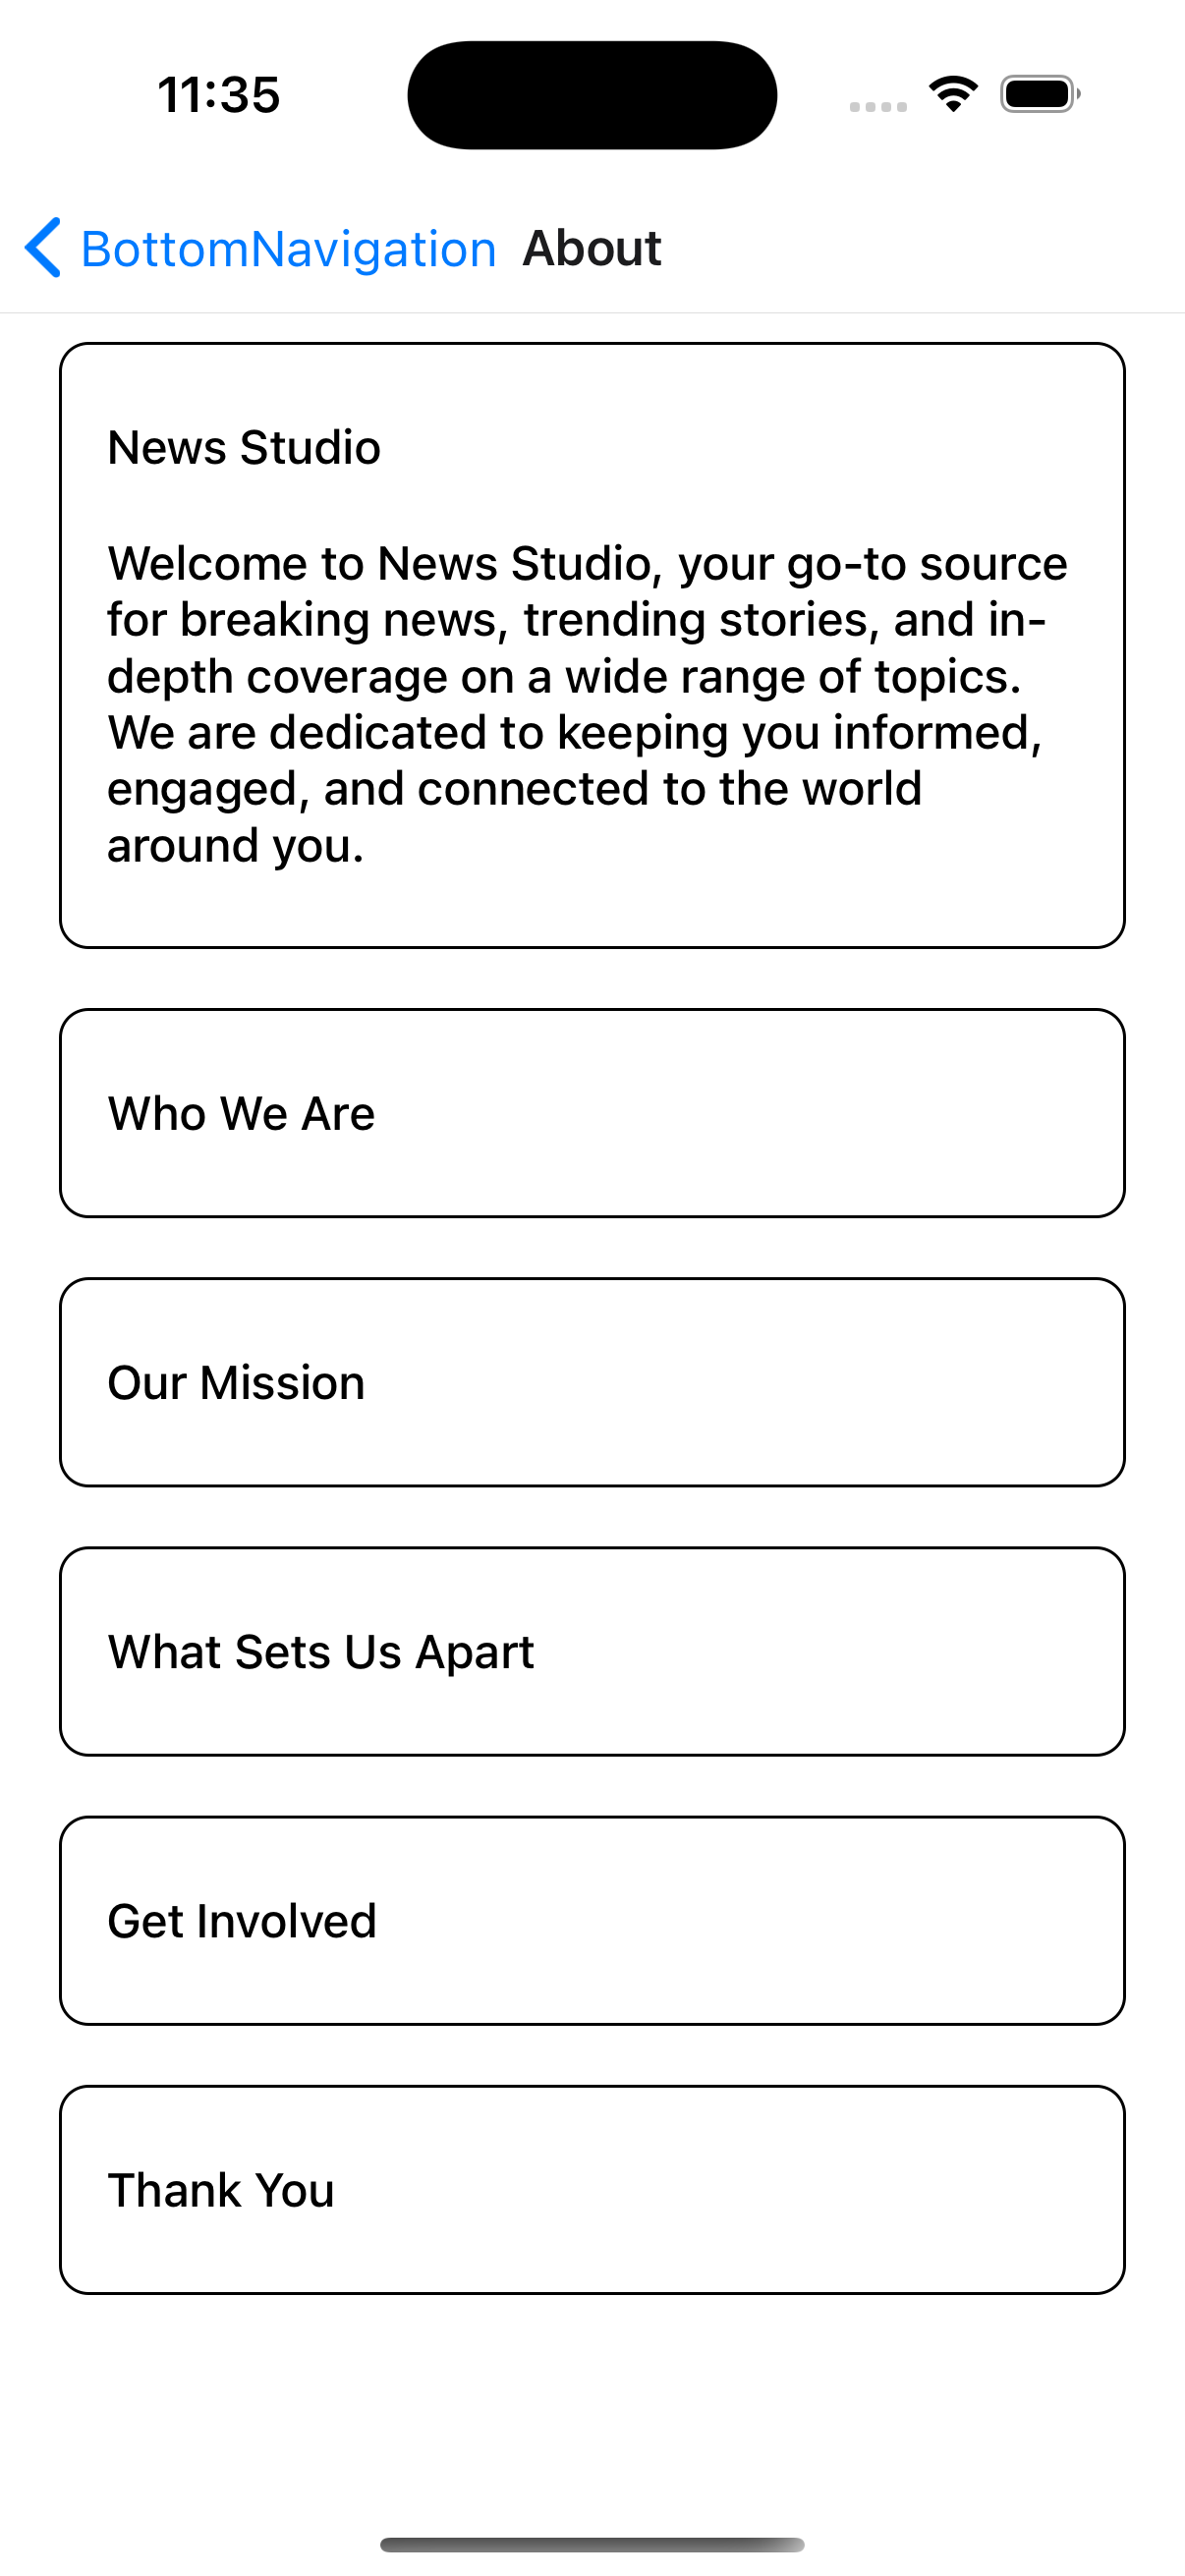 11:35
BottomNavigation About
News Studio
Welcome to News Studio, your go-to source
for breaking news, trending stories, and in-
depth coverage on a wide range of topics.
We are dedicated to keeping you informed,
engaged, and connected to the world
around you.
Who We Are
Our Mission
What Sets Us Apart
Get Involved
Thank You